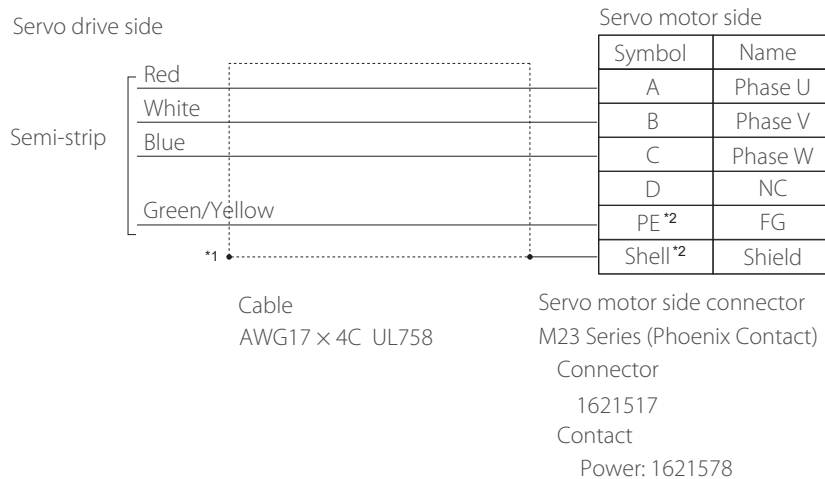 Servo drive side
Servo motor side
Symbol Name
Red
A Phase U
White
B Phase V
Semi-strip
Blue
C Phase W
D NC
Green/Yellow
PE*2 FG
*1
Shell*2 Shield
Cable
AWG17 × 4C UL758
Servo motor side connector
M23 Series (Phoenix Contact)
Connector
1621517
Contact
Power: 1621578